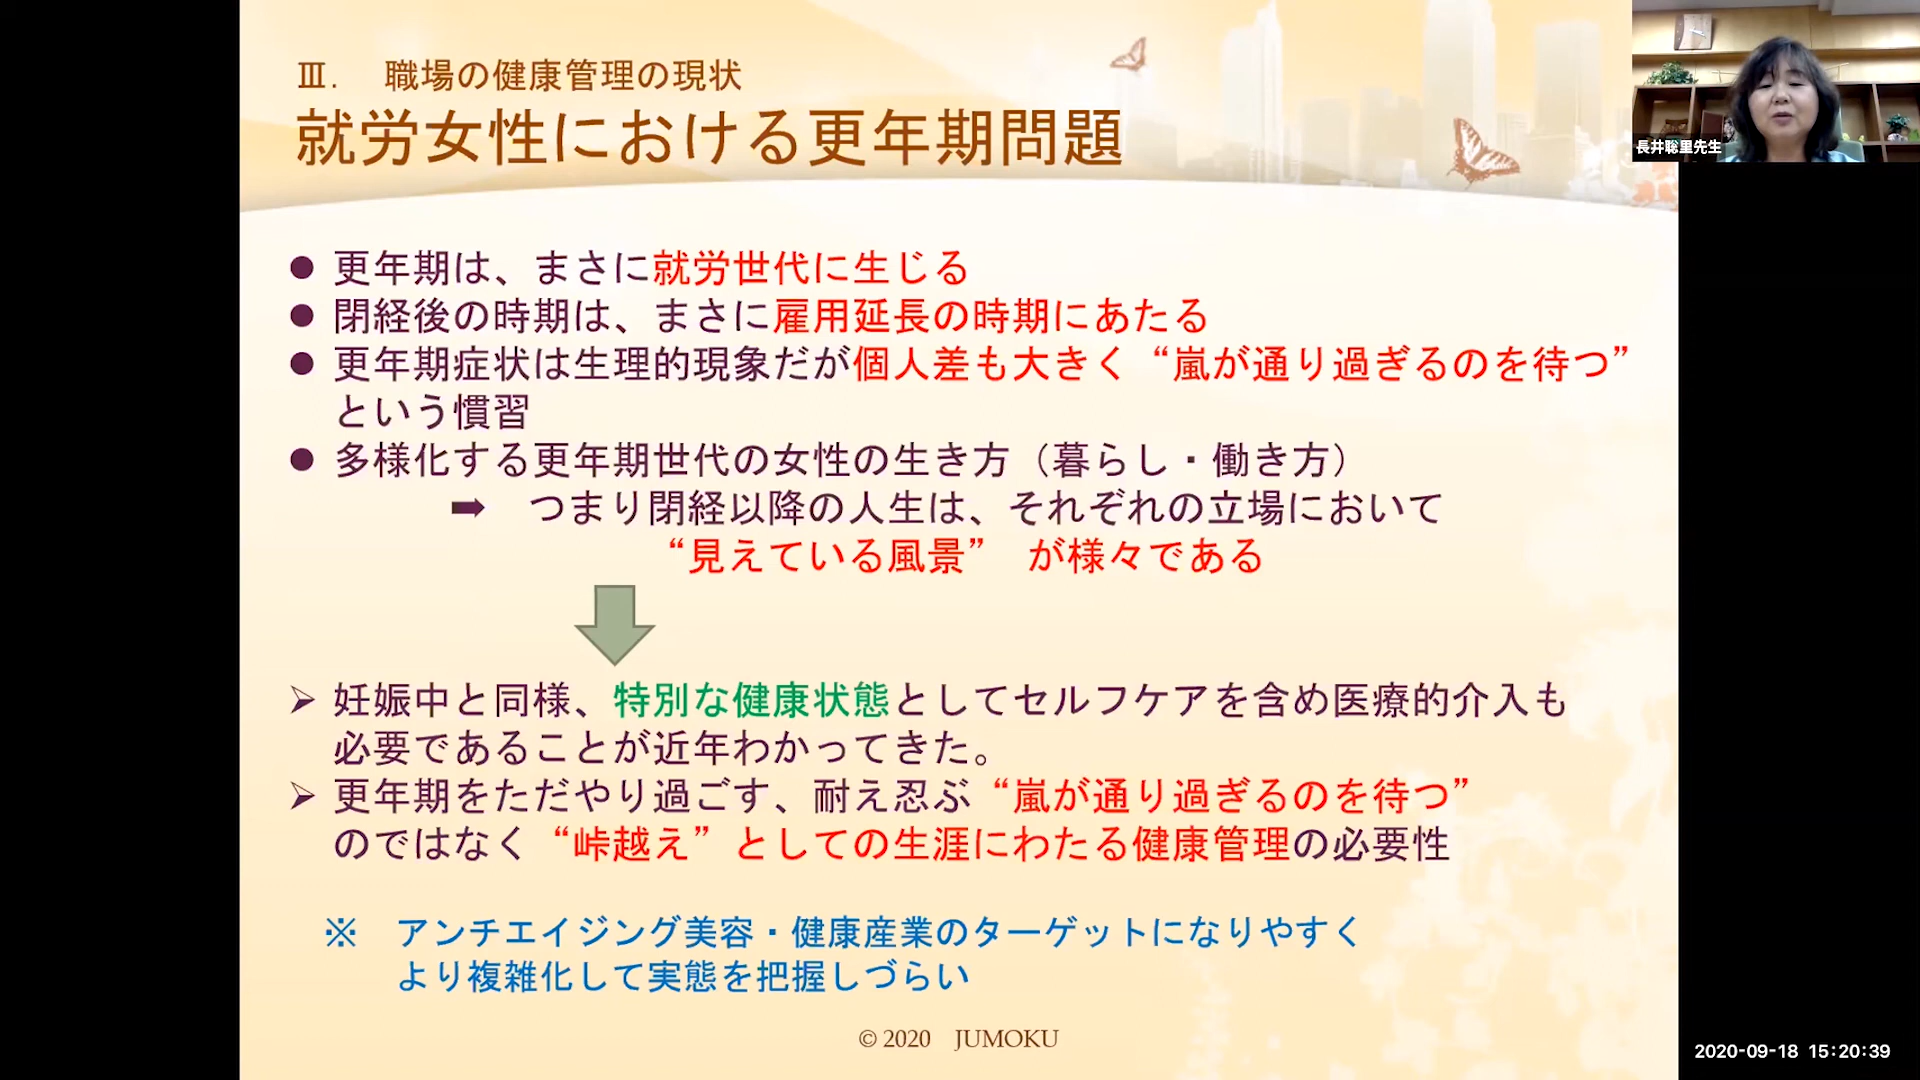 Ⅲ. 職場の健康管理の現状
就労女性における更年期問題
長井聡里先生
● 更年期は、まさに就労世代に生じる
● 閉経後の時期は、まさに雇用延長の時期にあたる
● 更年期症状は生理的現象だが個人差も大きく“嵐が通り過ぎるのを待つ”
という慣習
● 多様化する更年期世代の女性の生き方（暮らし・働き方）
➡ つまり閉経以降の人生は、それぞれの立場において
“見えている風景” が様々である
➢ 妊娠中と同様、特別な健康状態としてセルフケアを含め医療的介入も
必要であることが近年わかってきた。
➢ 更年期をただやり過ごす、耐え忍ぶ“嵐が通り過ぎるのを待つ”
のではなく“峠越え”としての生涯にわたる健康管理の必要性
※ アンチエイジング美容・健康産業のターゲットになりやすく
より複雑化して実態を把握しづらい
© 2020 JUMOKU
2020-09-18 15:20:39